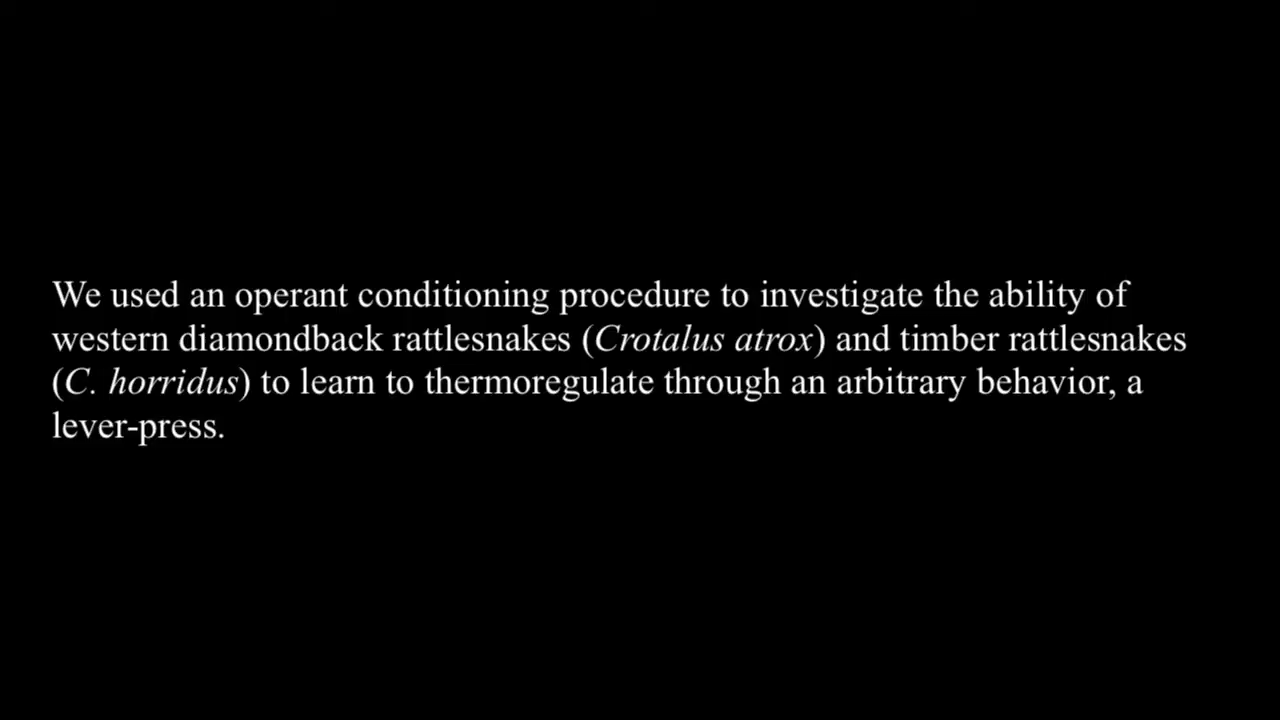 We used an operant conditioning procedure to investigate the ability of
western diamondback rattlesnakes (Crotalus atrox) and timber rattlesnakes
(C. horridus) to learn to thermoregulate through an arbitrary behavior, a
lever-press.